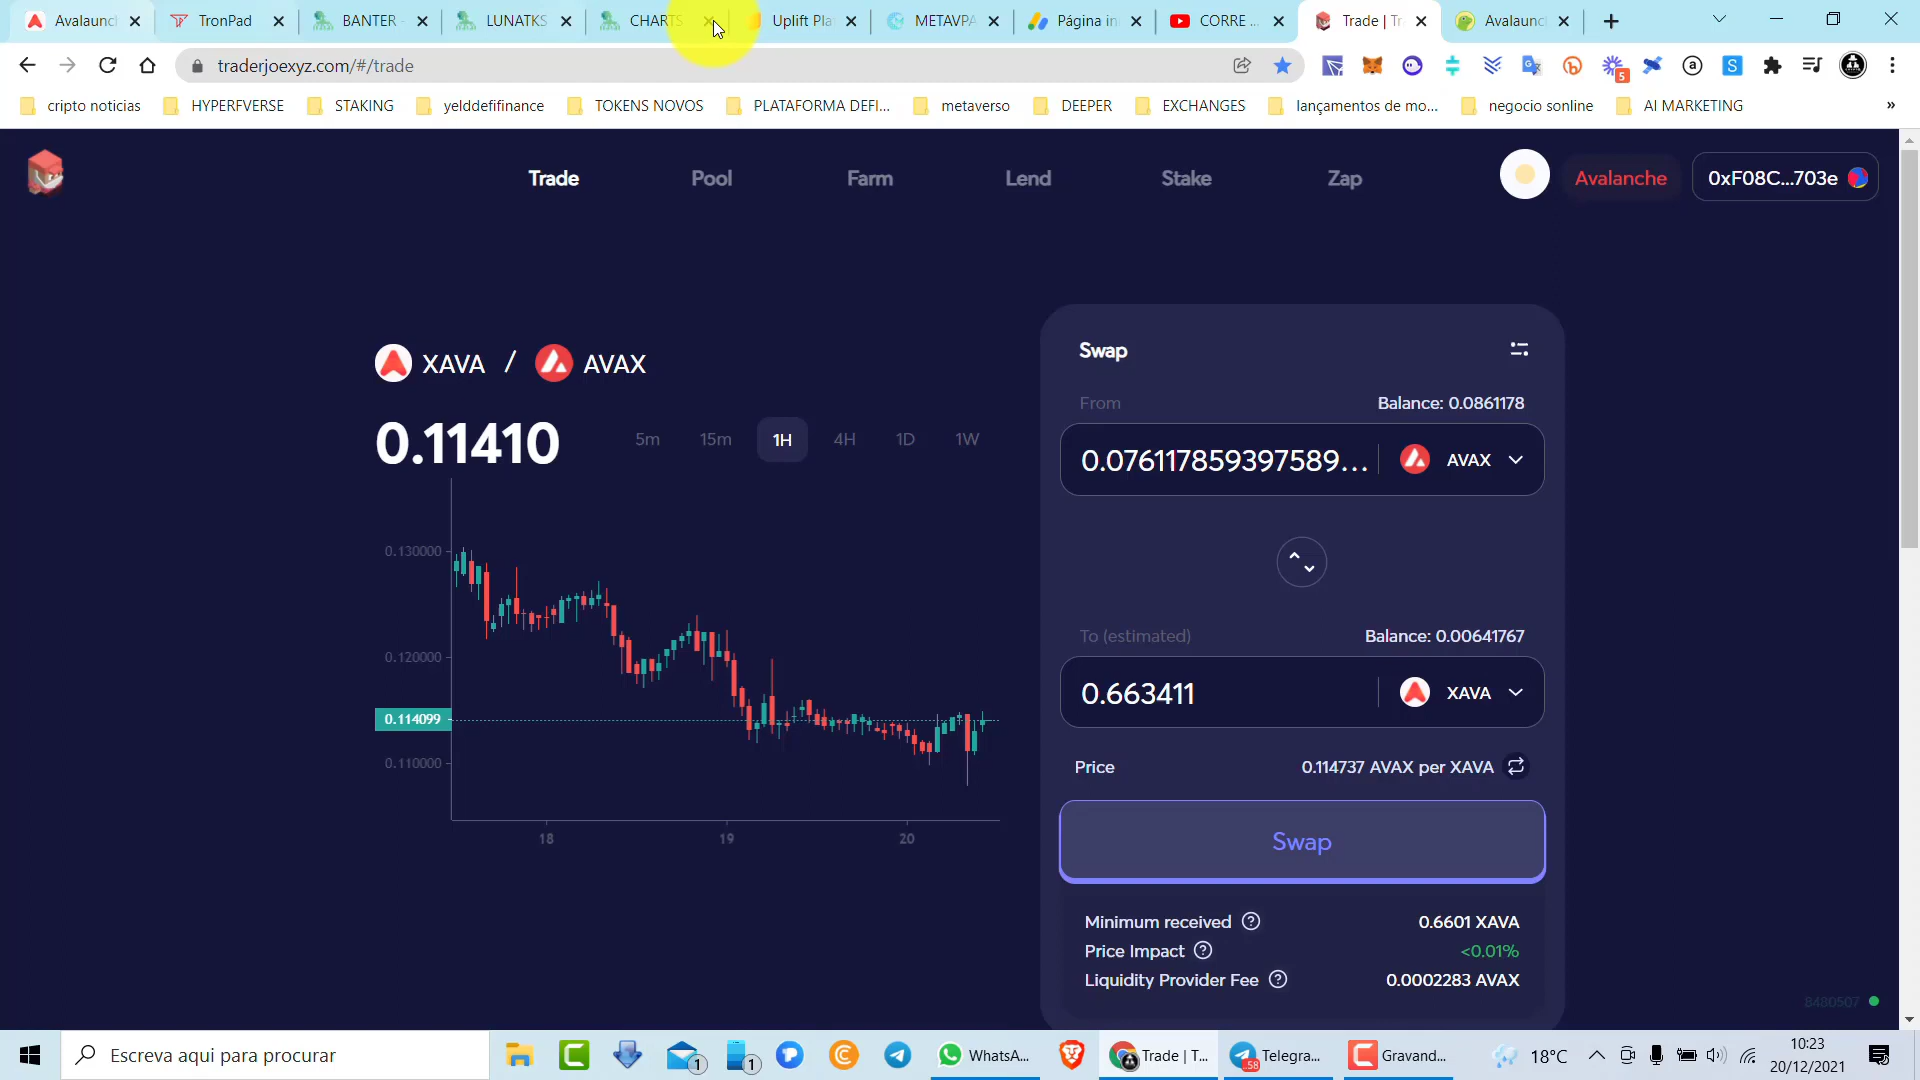 Avalaunc
TronPad
BANTER
LUNATKS
CHARTS
Uplift Pla
METAVPA
Página in
CORRE ...
Trade | Tr
Avalaunc
traderjoexyz.com/#/trade
5
cripto noticias
HYPERFVERSE
STAKING
yelddefifinance
TOKENS NOVOS
PLATAFORMA DEFI...
metaverso
DEEPER
EXCHANGES
lançamentos de mo...
negocio sonline
AI MARKETING
»
Trade
Pool
Farm
Lend
Stake
Zap
Avalanche
0xF08C...703e
XAVA / AVAX
0.11410
5m 15m 1H 4H 1D 1W
0.130000
0.120000
0.114099
0.110000
18 19 20
Swap
From
Balance: 0.0861178
0.076117859397589...
AVAX
To (estimated)
Balance: 0.00641767
0.663411
XAVA
Price
0.114737 AVAX per XAVA
Swap
Minimum received ?
0.6601 XAVA
Price Impact ?
<0.01%
Liquidity Provider Fee ?
0.0002283 AVAX
8480507
Escreva aqui para procurar
1
1
WhatsA...
Trade | T...
58
Telegra...
Gravand...
18°C
10:23
20/12/2021